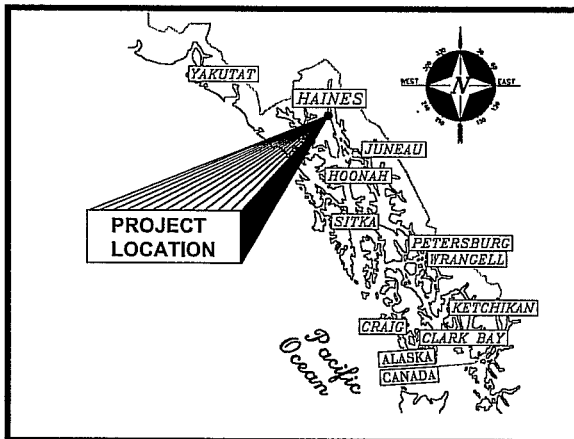 YAKUTAT
HAINES
WEST
N
EAST
JUNEAU
HOONAH
SITKA
PROJECT
LOCATION
PETERSBURG
WRANGELL
KETCHIKAN
CRAIG
CLARK BAY
Pacific
Ocean
ALASKA
CANADA